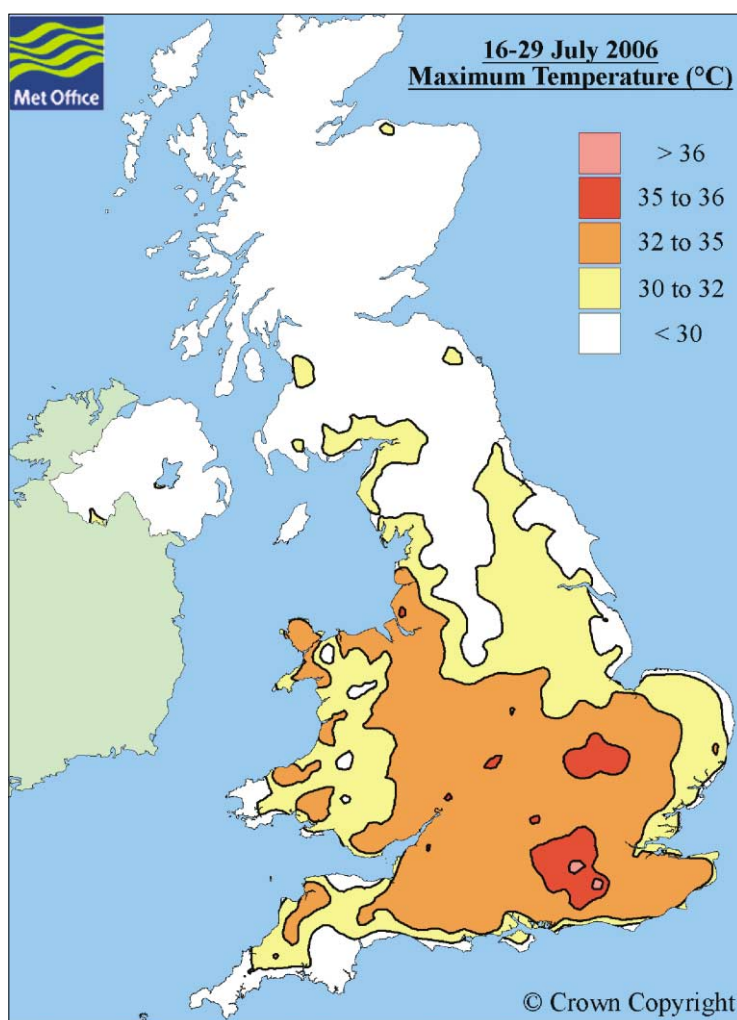 Met Office
16-29 July 2006
Maximum Temperature (°C)
> 36
35 to 36
32 to 35
30 to 32
< 30
© Crown Copyright